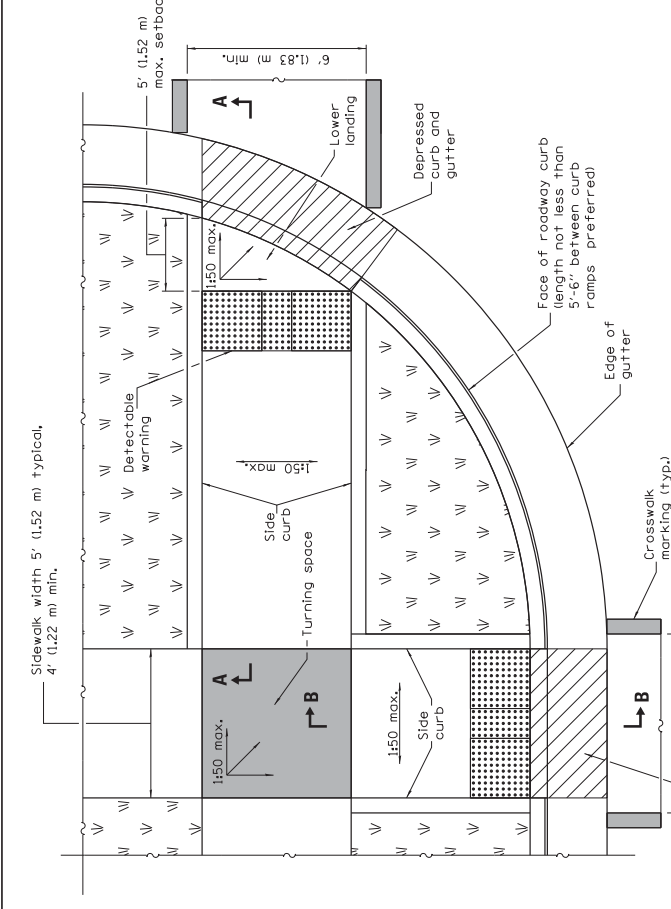 Sidewalk width 5' (1.52 m) typical,
4' (1.22 m) min.
5' (1.52 m)
max. setbac
6' (1.83 m) min.
A
Lower
landing
1:50 max.
Depressed
curb and
gutter
Detectable
warning
1:50 max.
Side
curb
Face of roadway curb
(length not less than
5'-6" between curb
ramps preferred)
Edge of
gutter
Turning space
A
B
1:50 max.
1:50 max.
Side
curb
Crosswalk
marking (typ.)
B